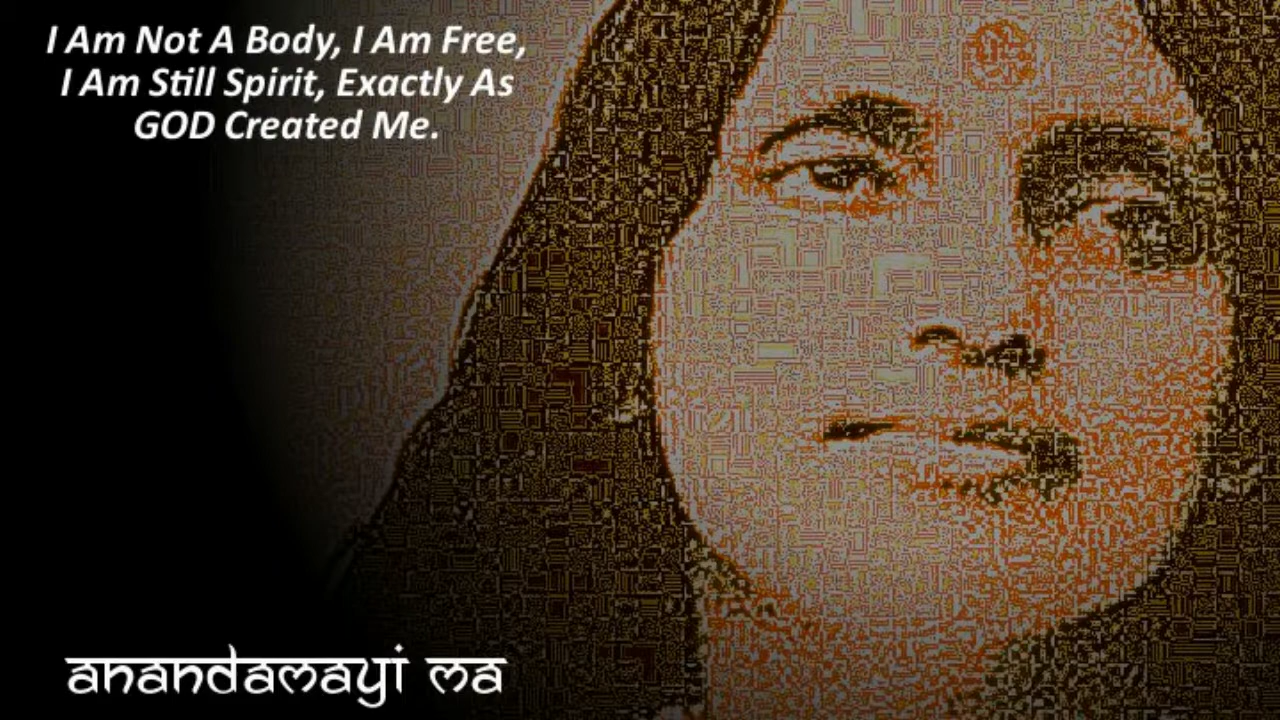 I Am Not A Body, I Am Free,
I Am Still Spirit, Exactly As
GOD Created Me.
anandamayi ma